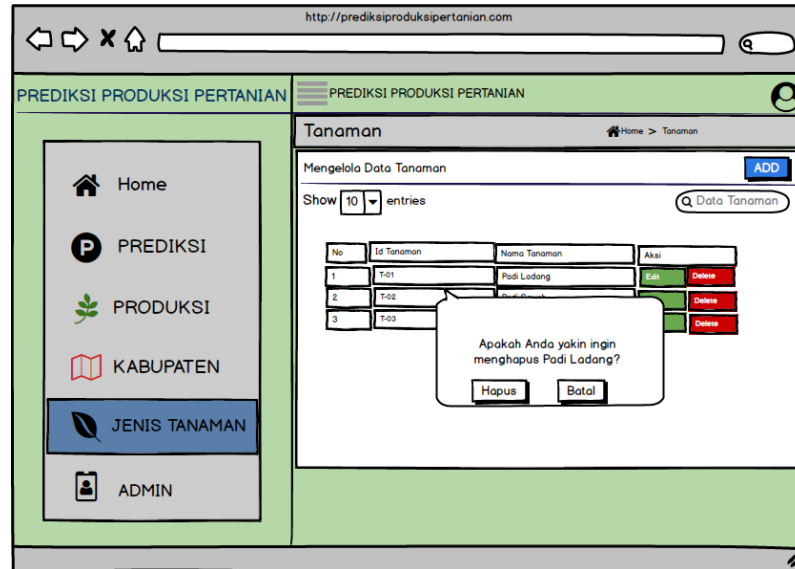 http://prediksiproduksipertanian.com
PREDIKSI PRODUKSI PERTANIAN
PREDIKSI PRODUKSI PERTANIAN
Tanaman
Home > Tanaman
Home
PREDIKSI
PRODUKSI
KABUPATEN
JENIS TANAMAN
ADMIN
Mengelola Data Tanaman
ADD
Show 10 entries
Data Tanaman
No Id Tanaman Nama Tanaman Aksi
1 T-01 Padi Ladang Edit Delete
2 T-02 Delete
3 T-03 Delete
Apakah Anda yakin ingin
menghapus Padi Ladang?
Hapus Batal